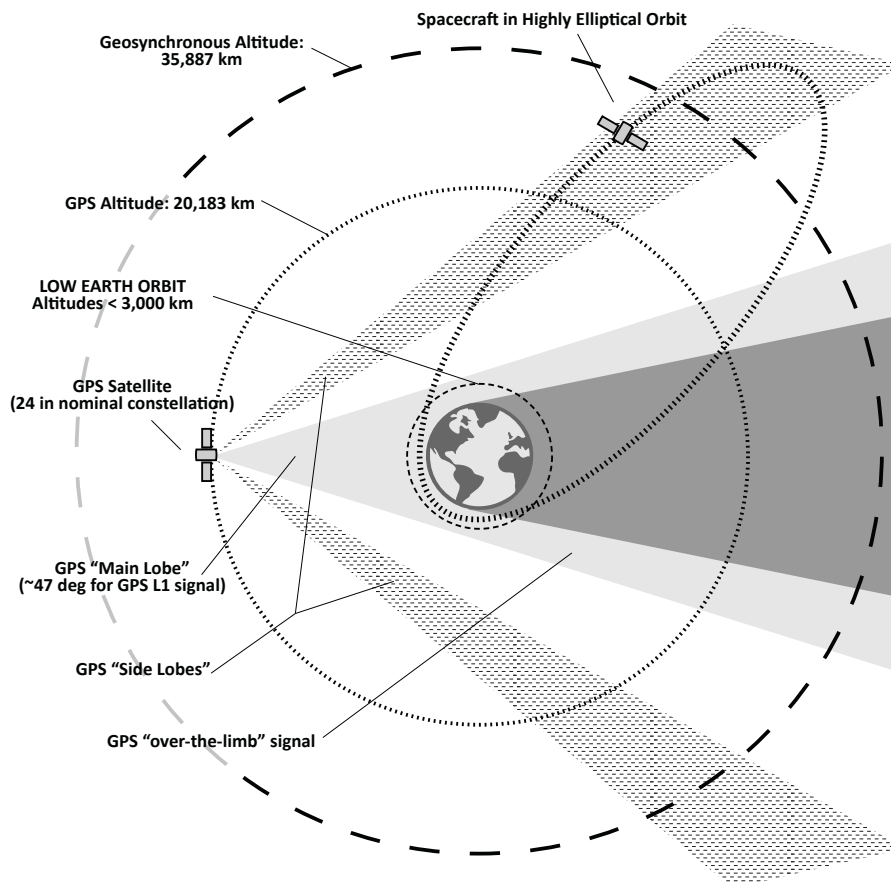 Spacecraft in Highly Elliptical Orbit
Geosynchronous Altitude:
35,887 km
GPS Altitude: 20,183 km
LOW EARTH ORBIT
Altitudes < 3,000 km
GPS Satellite
(24 in nominal constellation)
GPS “Main Lobe”
(~47 deg for GPS L1 signal)
GPS “Side Lobes”
GPS “over-the-limb” signal